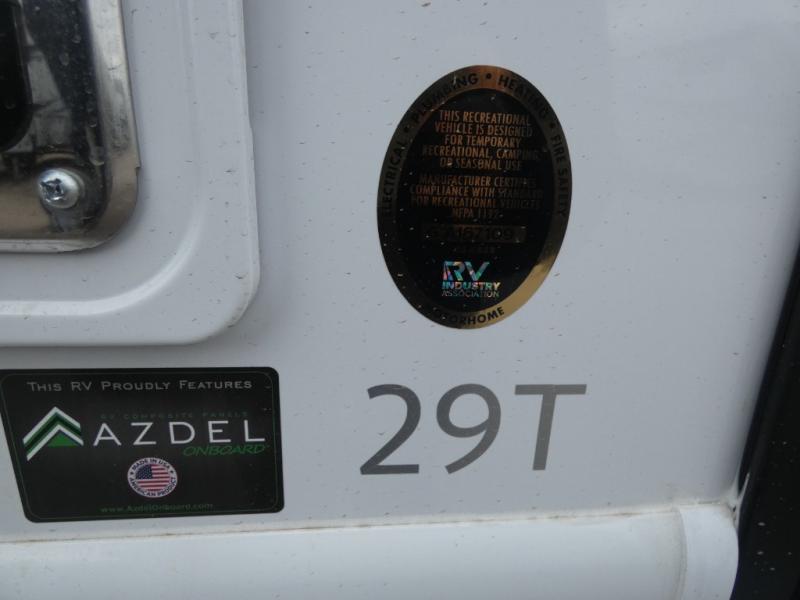 ELECTRICAL • PLUMBING • HEATING • FIRE SAFETY
THIS RECREATIONAL
VEHICLE IS DESIGNED
FOR TEMPORARY
RECREATIONAL, CAMPING,
OR SEASONAL USE
MANUFACTURER CERTIFIES
COMPLIANCE WITH STANDARD
FOR RECREATIONAL VEHICLES
NFPA 1192
RV
INDUSTRY
ASSOCIATION
THIS RV PROUDLY FEATURES
RV COMPOSITE PANELS
AZDEL
ONBOARD
MADE IN USA
AMERICAN PRODUCT
www.AzdelOnboard.com
29T